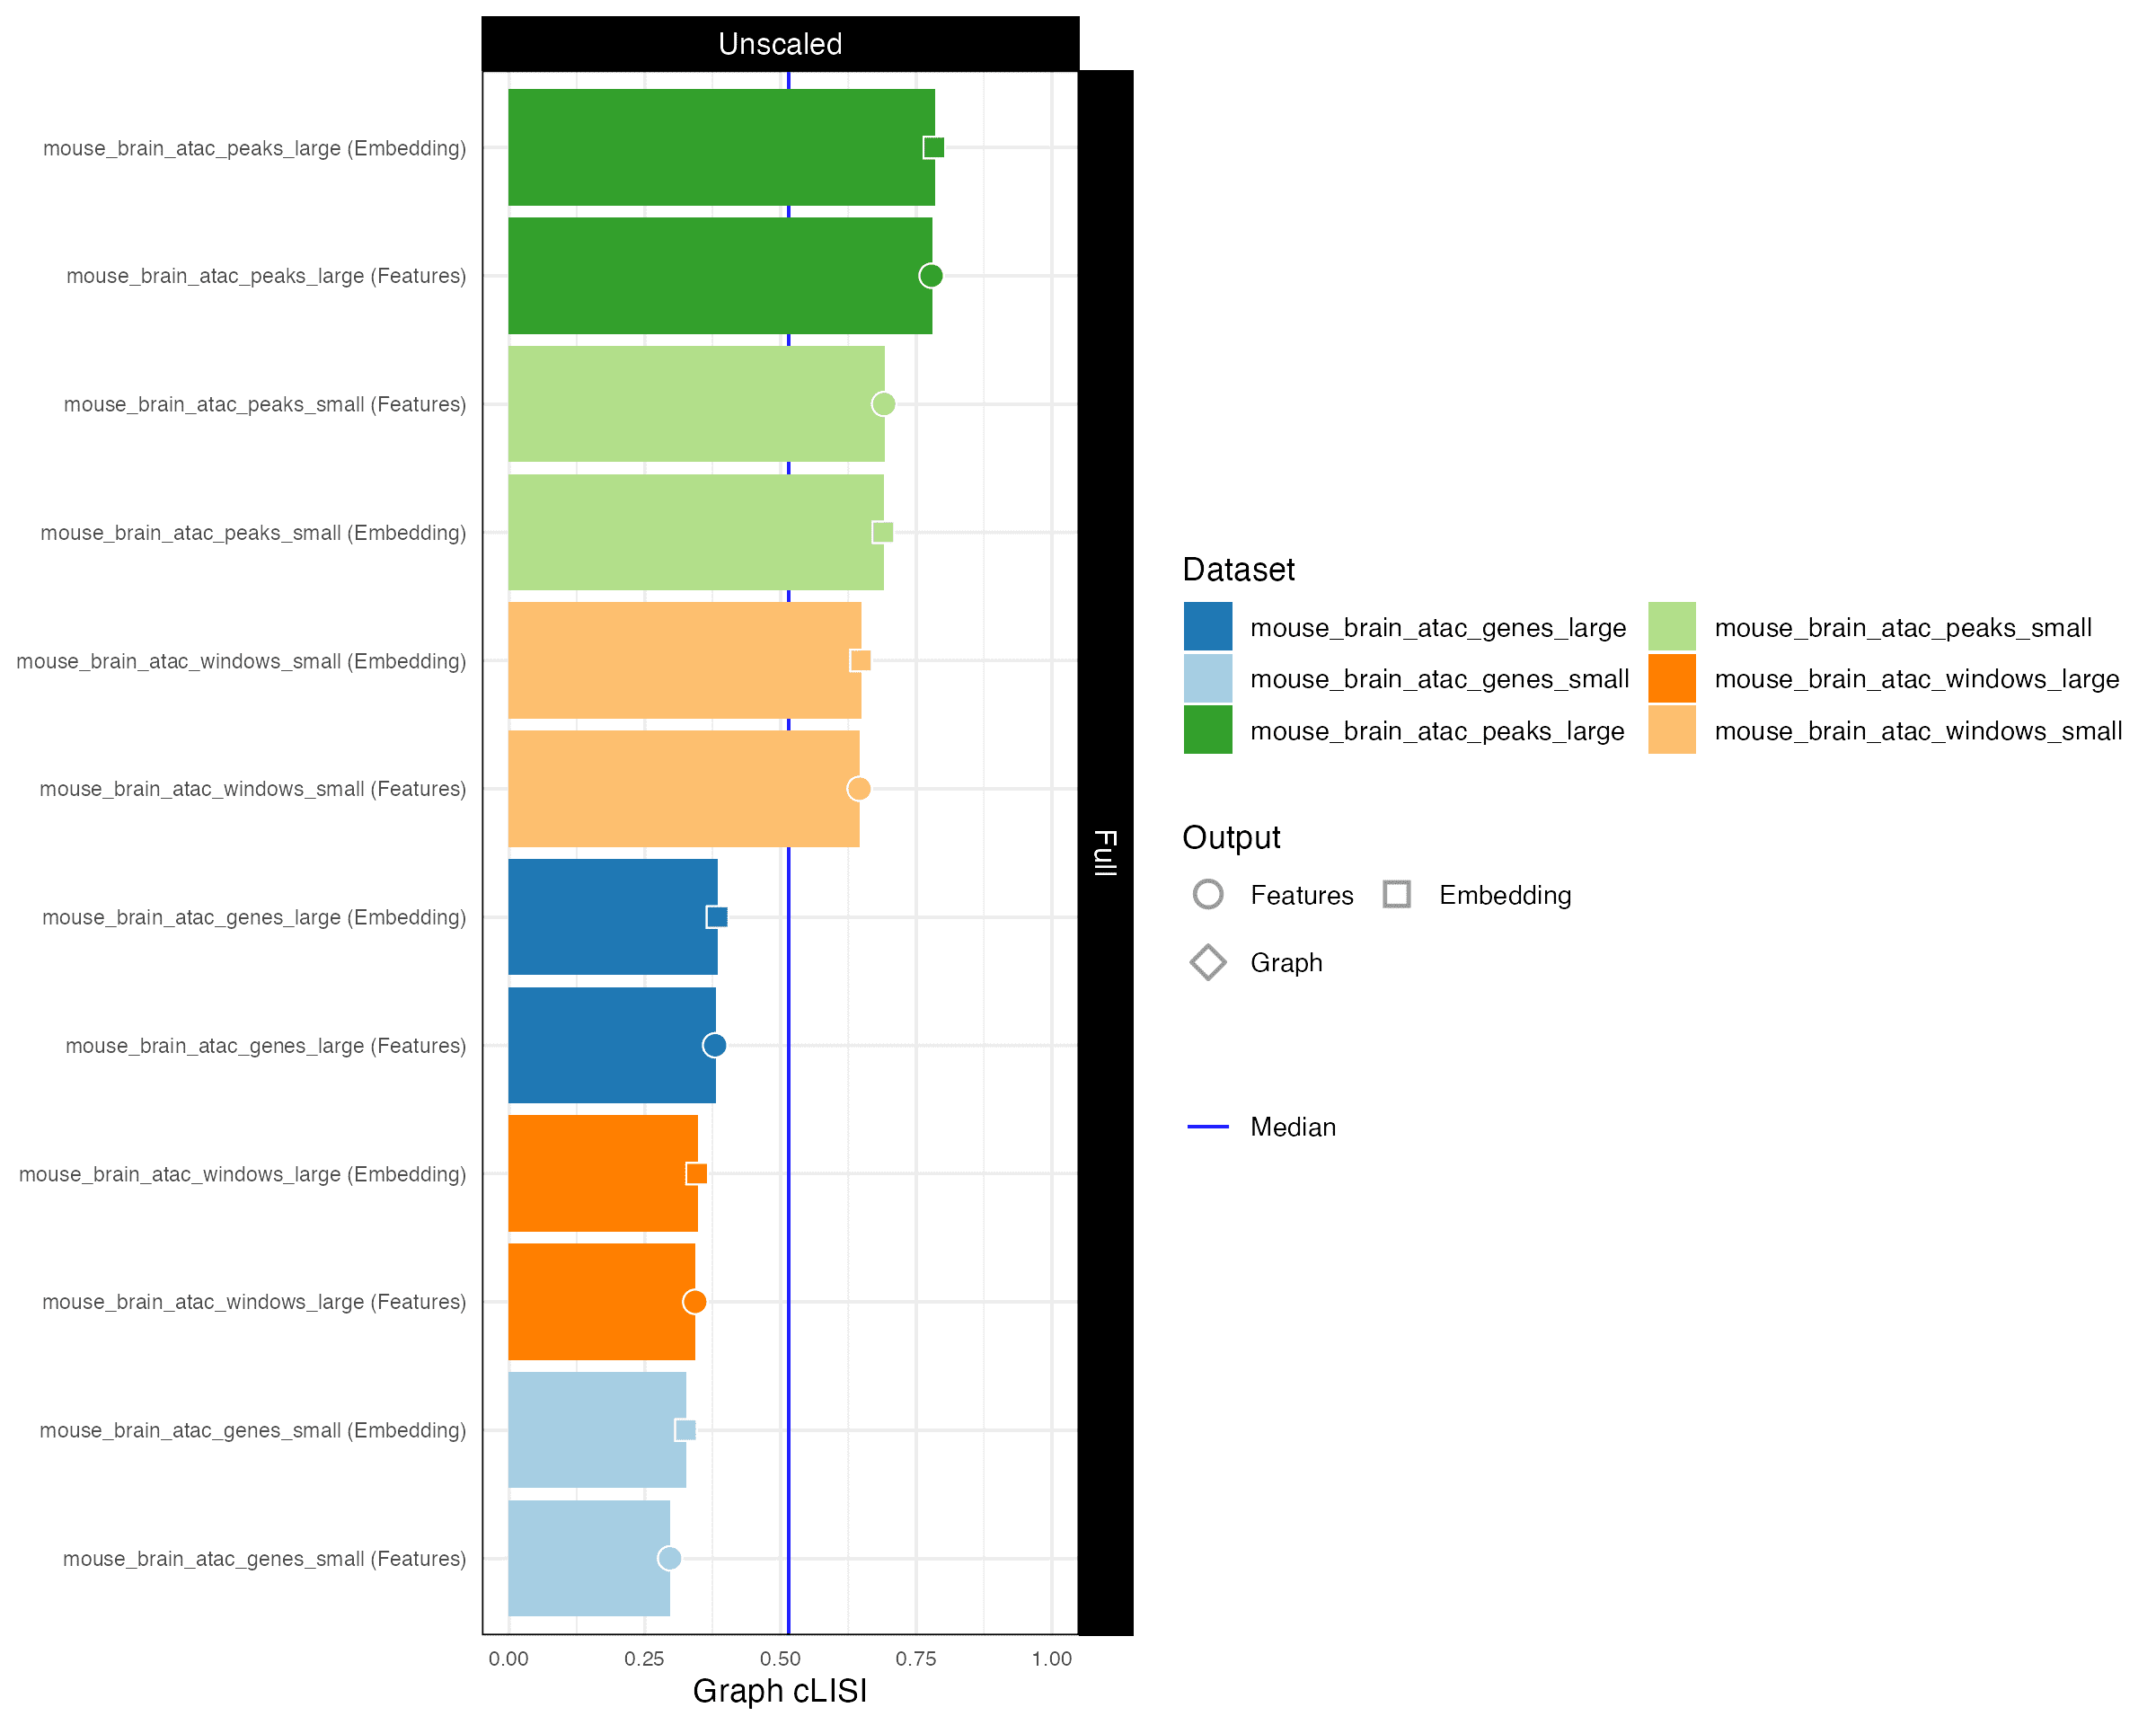 Unscaled
mouse_brain_atac_peaks_large (Embedding)
mouse_brain_atac_peaks_large (Features)
mouse_brain_atac_peaks_small (Features)
mouse_brain_atac_peaks_small (Embedding)
mouse_brain_atac_windows_small (Embedding)
mouse_brain_atac_windows_small (Features)
mouse_brain_atac_genes_large (Embedding)
mouse_brain_atac_genes_large (Features)
mouse_brain_atac_windows_large (Embedding)
mouse_brain_atac_windows_large (Features)
mouse_brain_atac_genes_small (Embedding)
mouse_brain_atac_genes_small (Features)
0.00 0.25 0.50 0.75 1.00
Graph cLISI
Full
Dataset
mouse_brain_atac_genes_large mouse_brain_atac_peaks_small
mouse_brain_atac_genes_small mouse_brain_atac_windows_large
mouse_brain_atac_peaks_large mouse_brain_atac_windows_small
Output
Features Embedding
Graph
Median